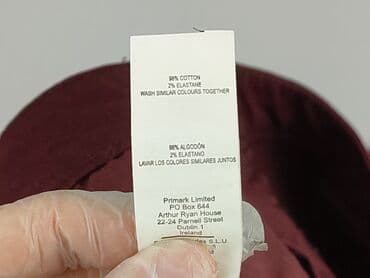 98% COTTON
2% ELASTANE
WASH SIMILAR COLOURS TOGETHER
98% ALGODÓN
2% ELASTANO
LAVAR LOS COLORES SIMILARES JUNTOS
Primark Limited
PO Box 644
Arthur Ryan House
22-24 Parnell Street
Dublin 1
Ireland
S.L.U.